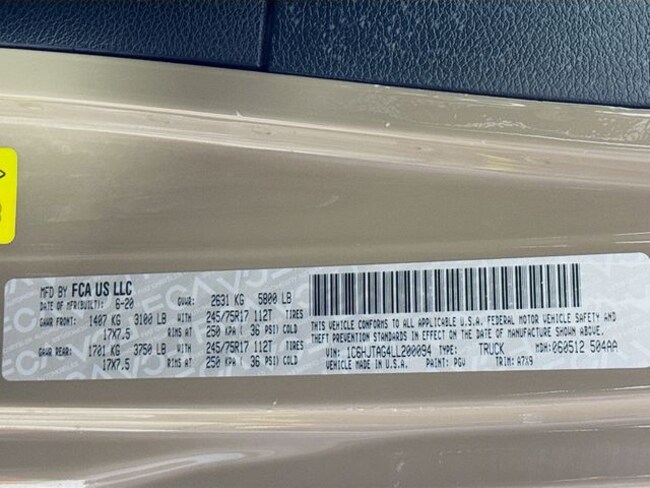 MFD BY FCA US LLC
DATE OF MFR(BUILT): 6-20 GVWR: 2631 KG 5800 LB
GAWR FRONT: 1407 KG 3100 LB WITH 245/75R17 112T TIRES
17X7.5 RIMS AT 250 KPA ( 36 PSI) COLD
GAWR REAR: 1701 KG 3750 LB WITH 245/75R17 112T TIRES
17X7.5 RIMS AT 250 KPA ( 36 PSI) COLD
THIS VEHICLE CONFORMS TO ALL APPLICABLE U.S.A. FEDERAL MOTOR VEHICLE SAFETY AND
THEFT PREVENTION STANDARDS IN EFFECT ON THE DATE OF MANUFACTURE SHOWN ABOVE.
VIN: 1C6HJTAG4LL200094 TYPE: TRUCK MDH: 060512 504AA
VEHICLE MADE IN U.S.A. PAINT: PGV TRIM: A7X9